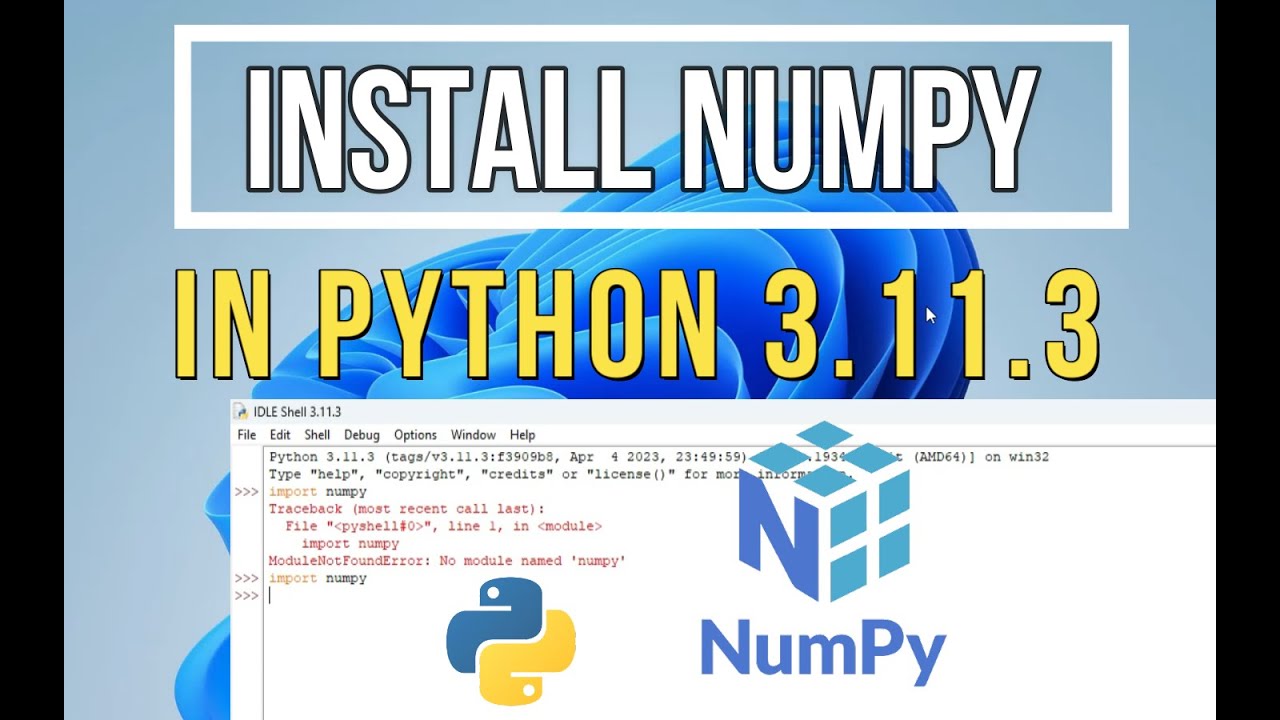 INSTALL NUMPY
IN PYTHON 3.11.3
IDLE Shell 3.11.3
File Edit Shell Debug Options Window Help
Python 3.11.3 (tags/v3.11.3:f3909b8, Apr 4 2023, 23:49:59) .1934 (AMD64)] on win32
Type "help", "copyright", "credits" or "license()" for more information.
>>> import numpy
Traceback (most recent call last):
File "<pyshell#0>", line 1, in <module>
import numpy
ModuleNotFoundError: No module named 'numpy'
>>> import numpy
>>>
N
NumPy